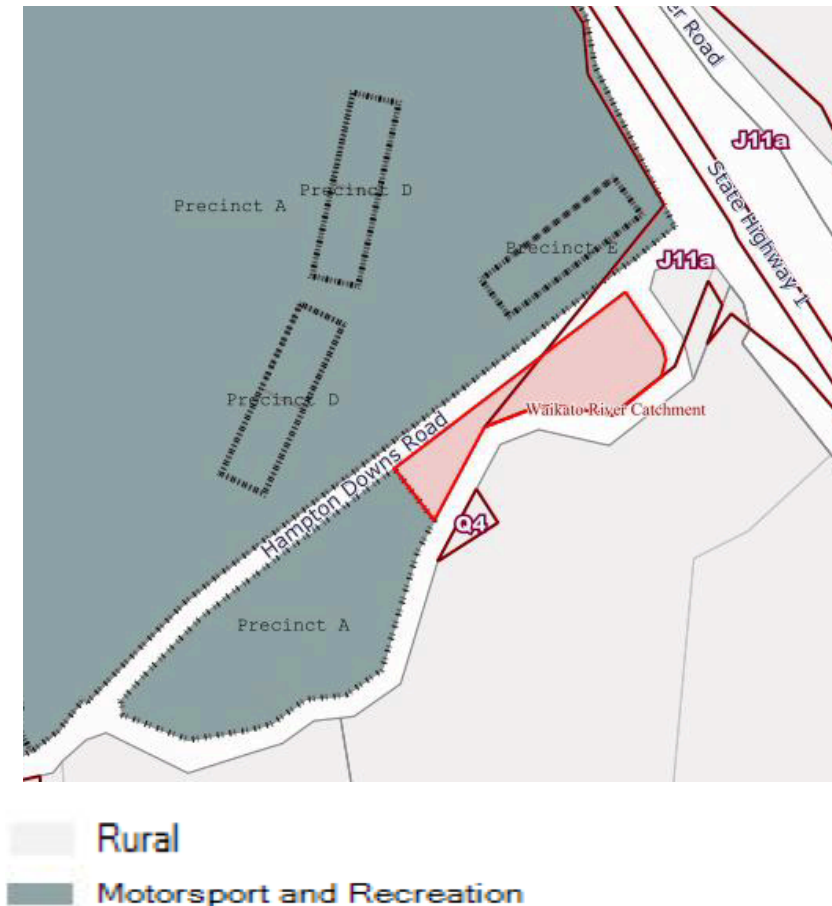 er Road
J11a
State Highway 1
Precinct D
Precinct A
Precinct E
J11a
Precinct D
Waikato River Catchment
Hampton Downs Road
Q4
Precinct A
Rural
Motorsport and Recreation